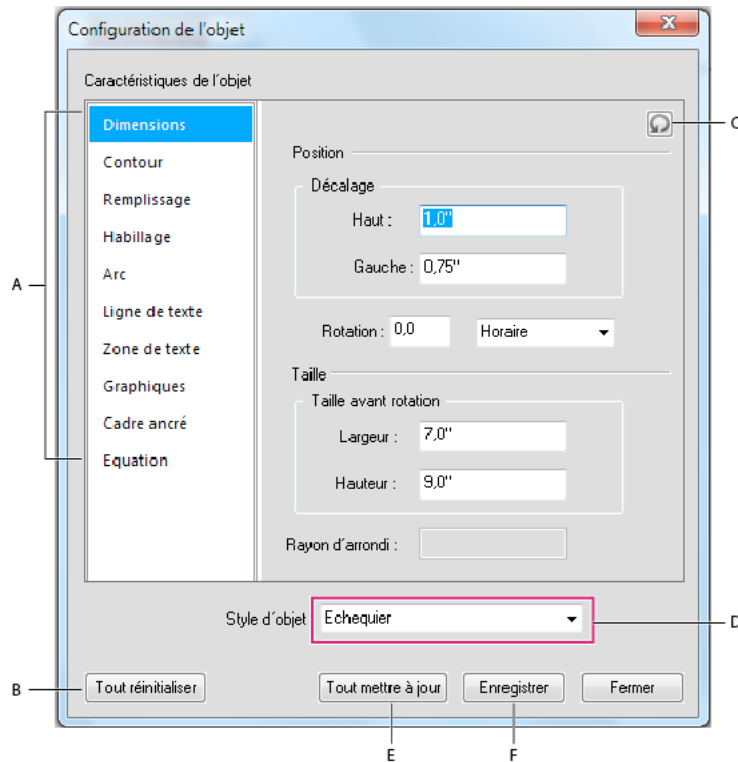 Configuration de l'objet
Caractéristiques de l'objet
Dimensions
Contour
Remplissage
Habillage
Arc
Ligne de texte
Zone de texte
Graphiques
Cadre ancré
Equation
Position
Décalage
Haut : 1,0"
Gauche : 0,75"
Rotation : 0,0 Horaire
Taille
Taille avant rotation
Largeur : 7,0"
Hauteur : 9,0"
Rayon d'arrondi :
Style d'objet Echequier
Tout réinitialiser Tout mettre à jour Enregistrer Fermer
A
B
C
D
E
F